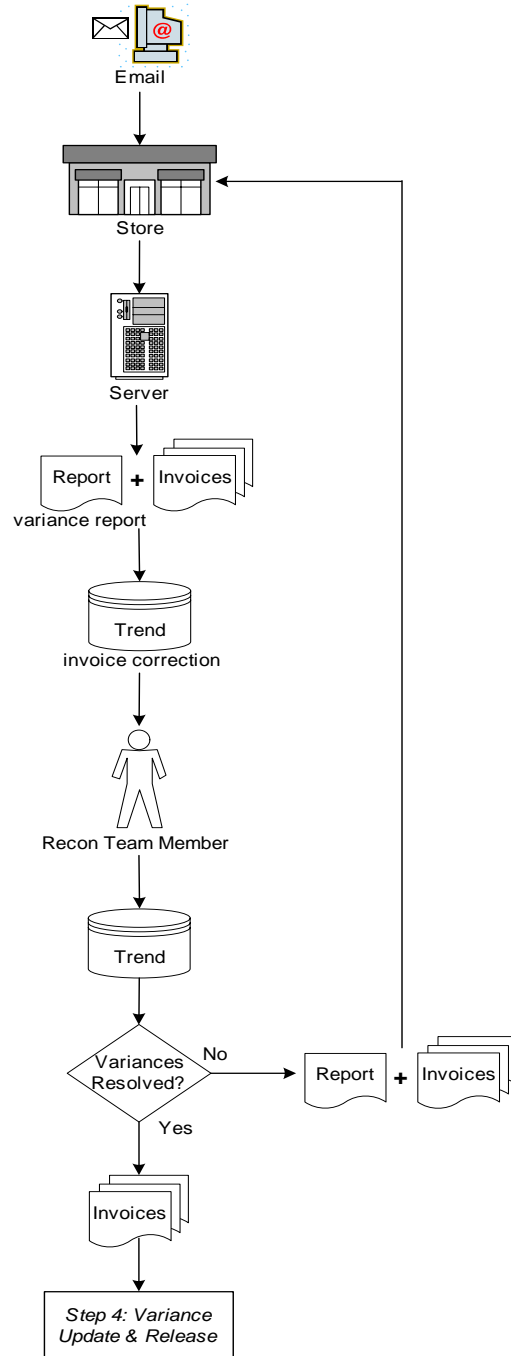 @
Email
Store
Server
Report + Invoices
variance report
Trend
invoice correction
Recon Team Member
Trend
Variances
Resolved?
No
Report + Invoices
Yes
Invoices
Step 4: Variance
Update & Release